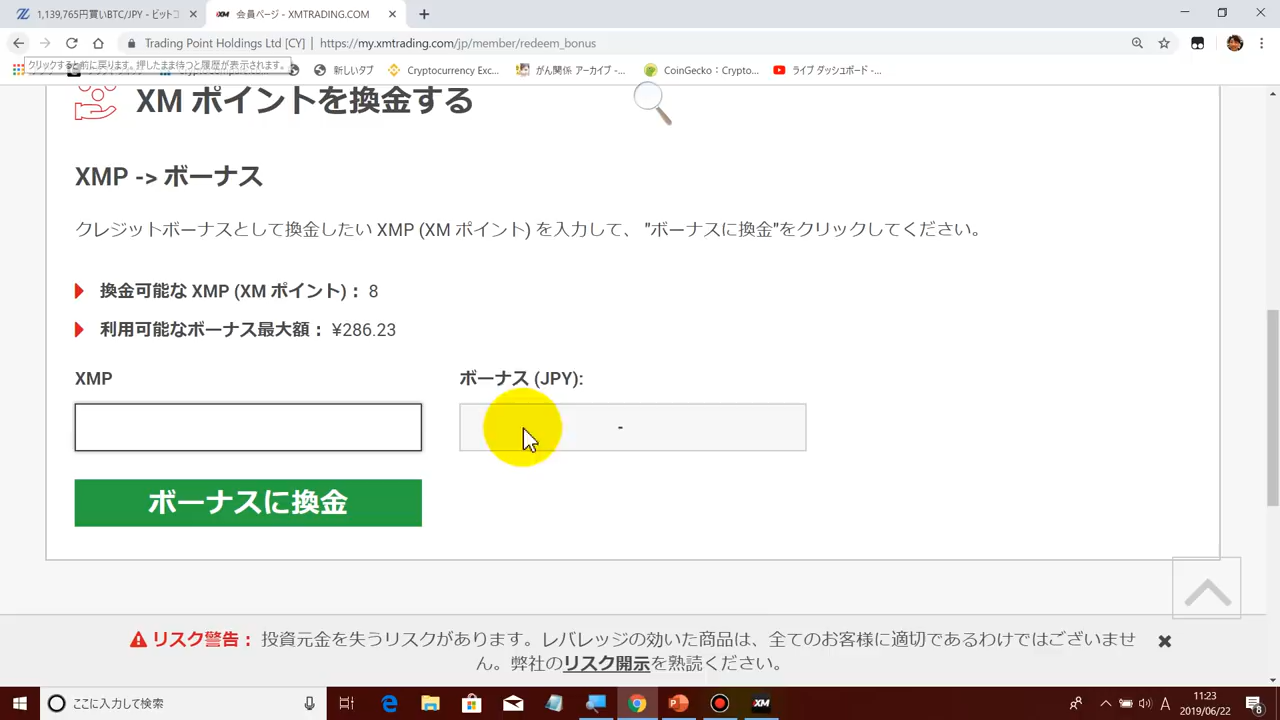 1,139,765円買いBTC/JPY - ビットコ
会員ページ - XMTRADING.COM
Trading Point Holdings Ltd [CY] | https://my.xmtrading.com/jp/member/redeem_bonus
クリックすると前に戻ります。押したまま待つと履歴が表示されます。
新しいタブ
Cryptocurrency Exc...
がん関係 アーカイブ -...
CoinGecko：Crypto...
ライブ ダッシュボード -...
XM ポイントを換金する
XMP -> ボーナス
クレジットボーナスとして換金したい XMP (XM ポイント) を入力して、 "ボーナスに換金"をクリックしてください。
換金可能な XMP (XM ポイント)： 8
利用可能なボーナス最大額： ¥286.23
XMP
ボーナス (JPY):
-
ボーナスに換金
リスク警告： 投資元金を失うリスクがあります。レバレッジの効いた商品は、全てのお客様に適切であるわけではございませ
ん。弊社のリスク開示を熟読ください。
ここに入力して検索
XM
A
11:23
2019/06/22
8